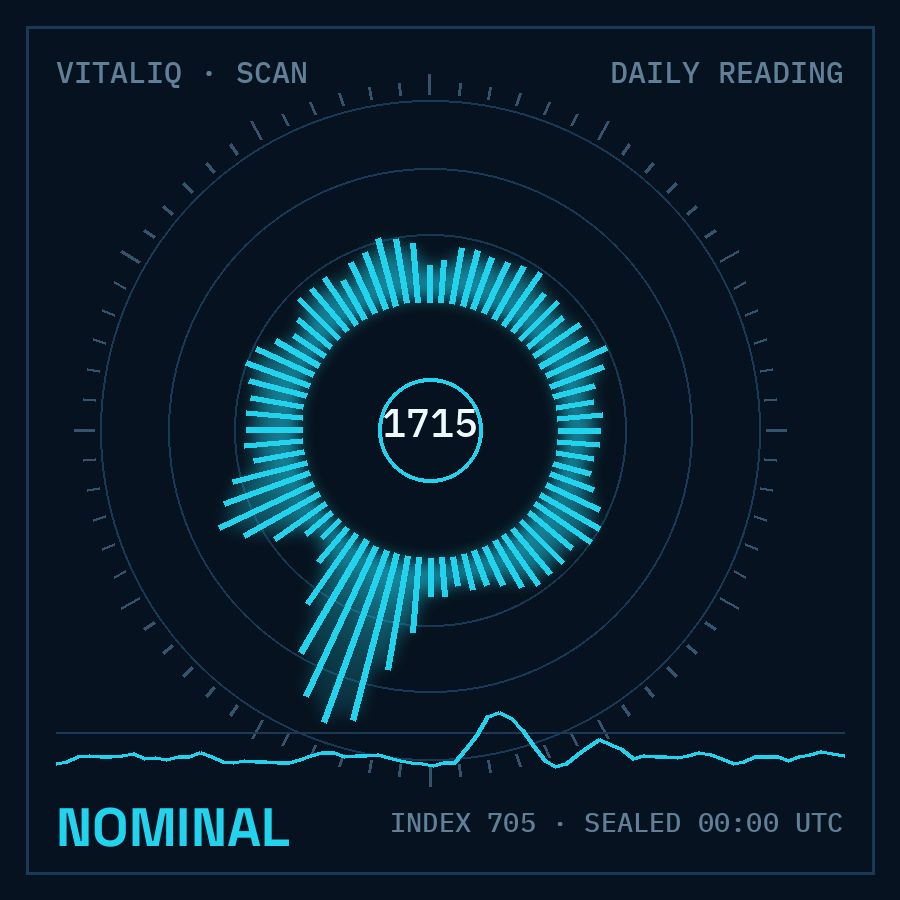 VITALIQ · SCAN
DAILY READING
1715
NOMINAL
INDEX 705 · SEALED 00:00 UTC